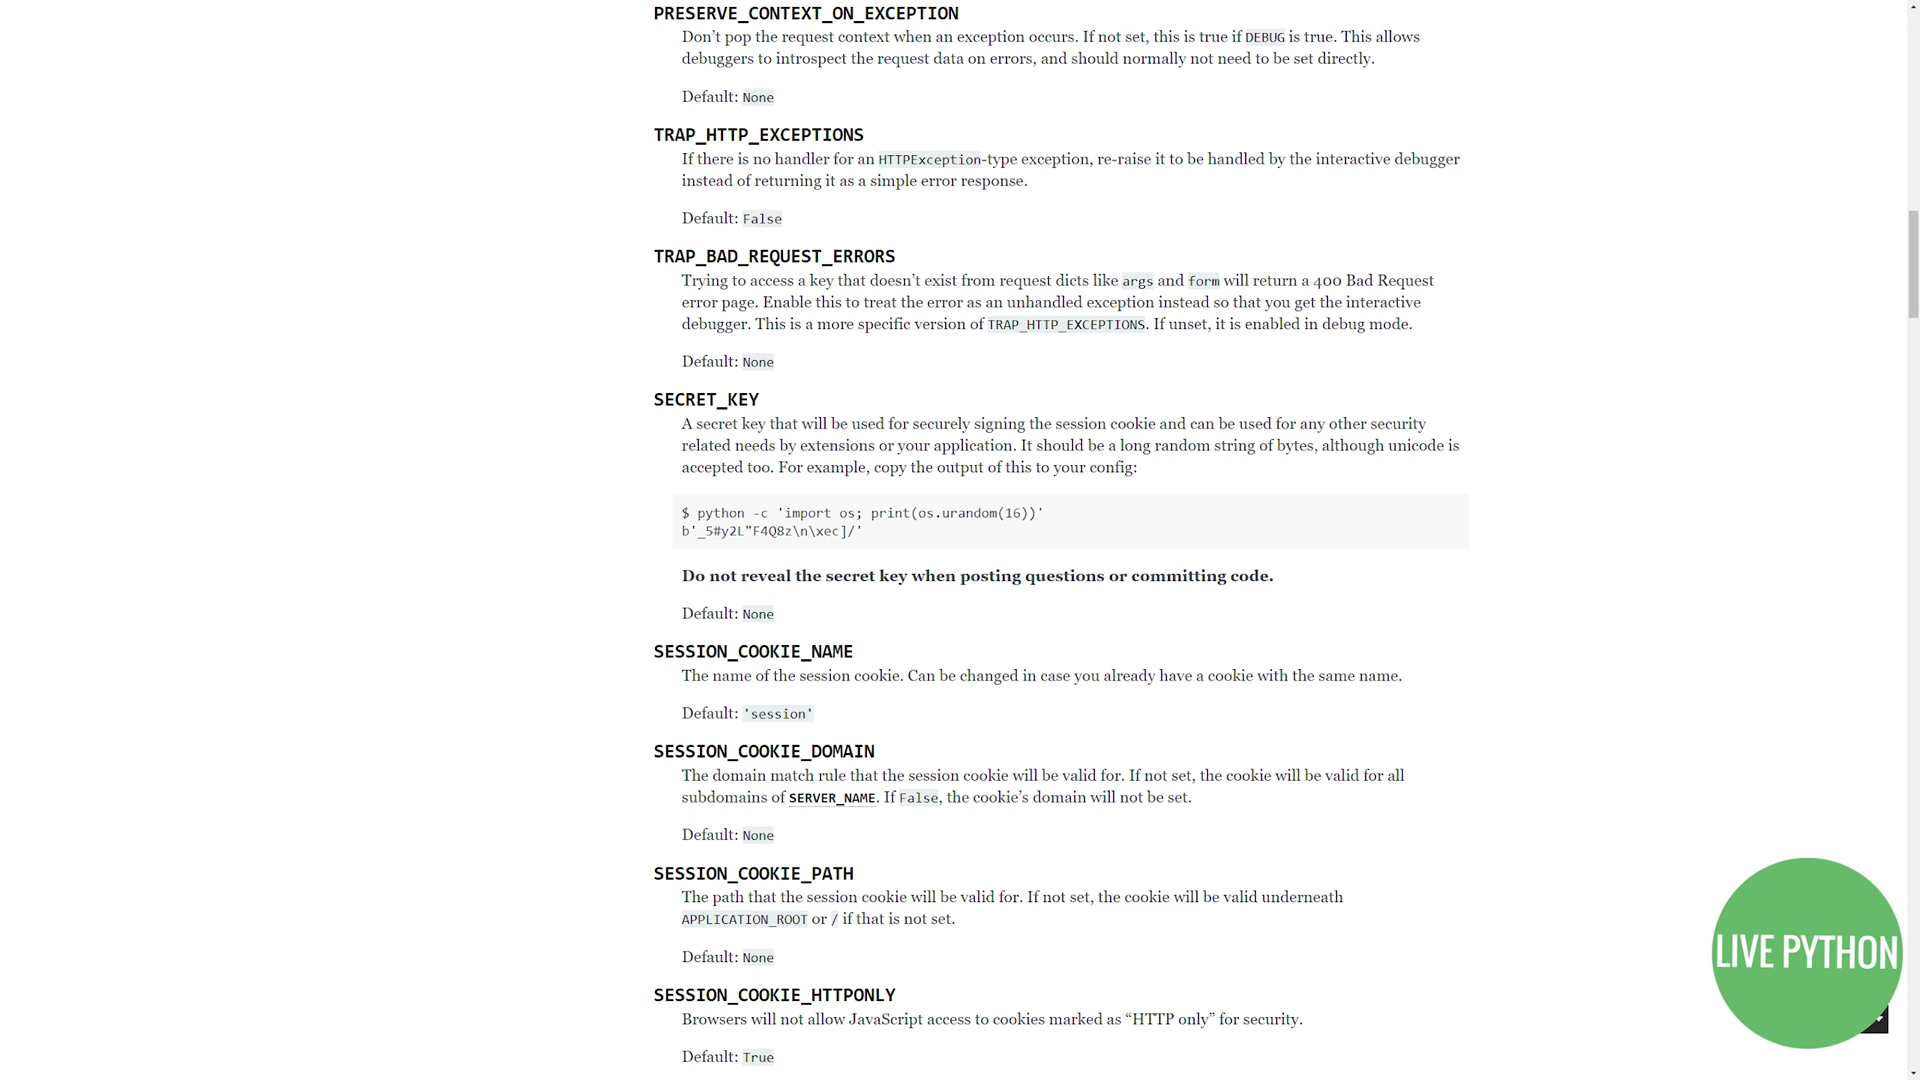 PRESERVE_CONTEXT_ON_EXCEPTION
Don’t pop the request context when an exception occurs. If not set, this is true if DEBUG is true. This allows
debuggers to introspect the request data on errors, and should normally not need to be set directly.
Default: None
TRAP_HTTP_EXCEPTIONS
If there is no handler for an HTTPException-type exception, re-raise it to be handled by the interactive debugger
instead of returning it as a simple error response.
Default: False
TRAP_BAD_REQUEST_ERRORS
Trying to access a key that doesn’t exist from request dicts like args and form will return a 400 Bad Request
error page. Enable this to treat the error as an unhandled exception instead so that you get the interactive
debugger. This is a more specific version of TRAP_HTTP_EXCEPTIONS. If unset, it is enabled in debug mode.
Default: None
SECRET_KEY
A secret key that will be used for securely signing the session cookie and can be used for any other security
related needs by extensions or your application. It should be a long random string of bytes, although unicode is
accepted too. For example, copy the output of this to your config:
$ python -c 'import os; print(os.urandom(16))'
b'_5#y2L"F4Q8z\n\xec]/'
Do not reveal the secret key when posting questions or committing code.
Default: None
SESSION_COOKIE_NAME
The name of the session cookie. Can be changed in case you already have a cookie with the same name.
Default: 'session'
SESSION_COOKIE_DOMAIN
The domain match rule that the session cookie will be valid for. If not set, the cookie will be valid for all
subdomains of SERVER_NAME. If False, the cookie’s domain will not be set.
Default: None
SESSION_COOKIE_PATH
The path that the session cookie will be valid for. If not set, the cookie will be valid underneath
APPLICATION_ROOT or / if that is not set.
Default: None
SESSION_COOKIE_HTTPONLY
Browsers will not allow JavaScript access to cookies marked as “HTTP only” for security.
Default: True
LIVE PYTHON